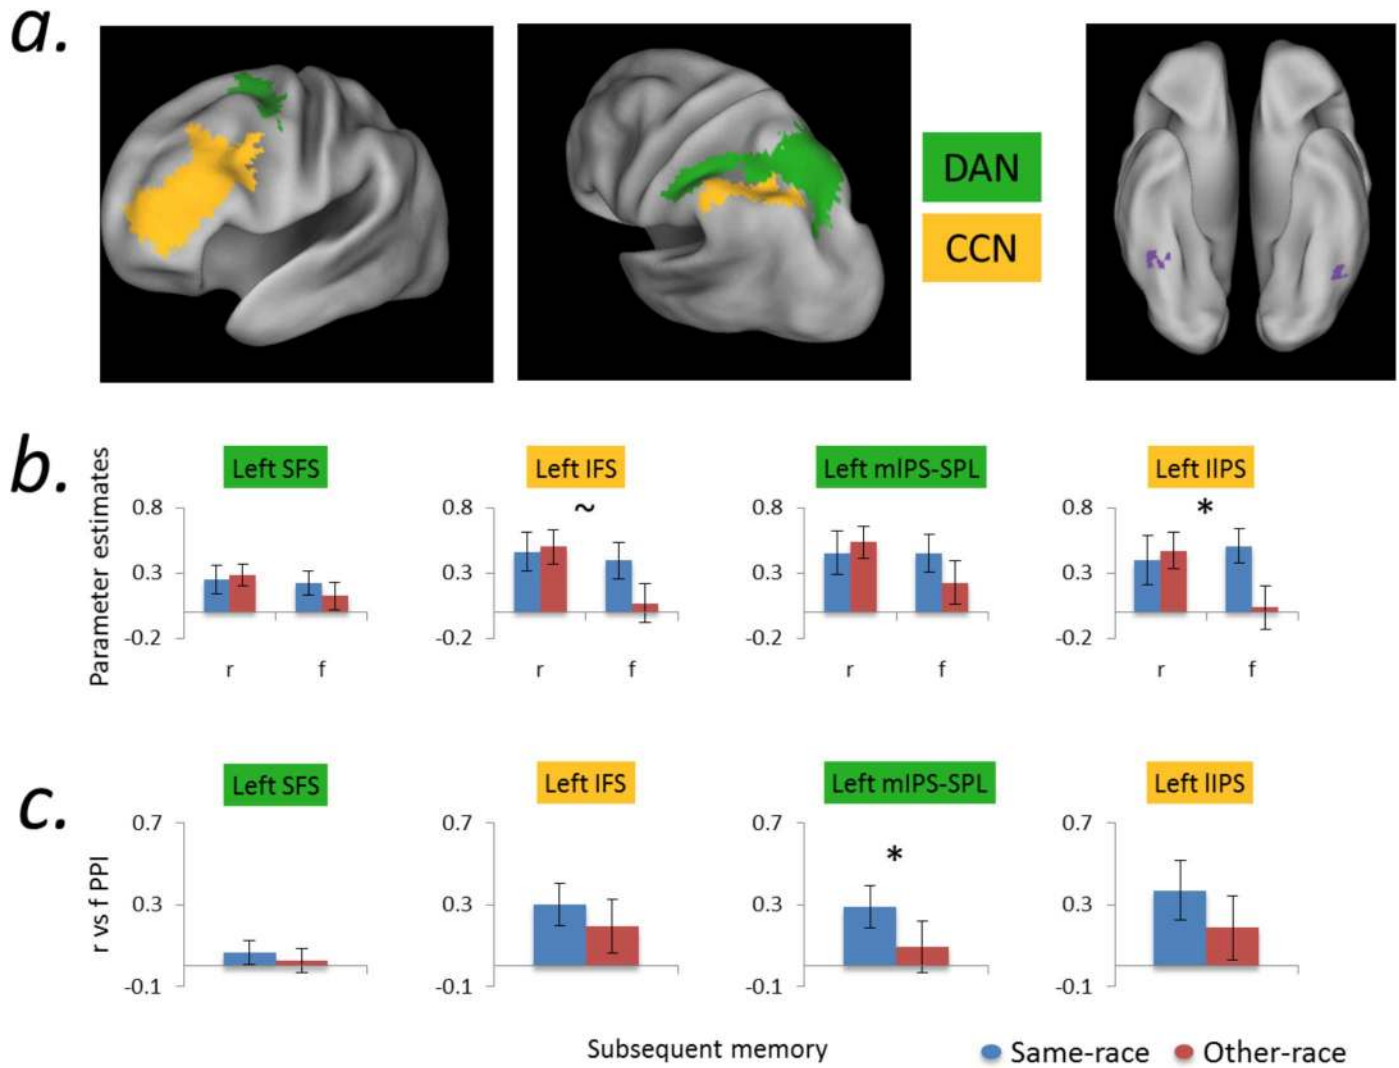 a.
DAN
CCN
b.
Parameter estimates
Left SFS
0.8
0.3
-0.2
r f
Left IFS
~
0.8
0.3
-0.2
r f
Left mIPS-SPL
0.8
0.3
-0.2
r f
Left lIPS
*
0.8
0.3
-0.2
r f
c.
r vs f PPI
Left SFS
0.7
0.3
-0.1
Left IFS
0.7
0.3
-0.1
Left mIPS-SPL
*
0.7
0.3
-0.1
Left lIPS
0.7
0.3
-0.1
Subsequent memory
Same-race Other-race